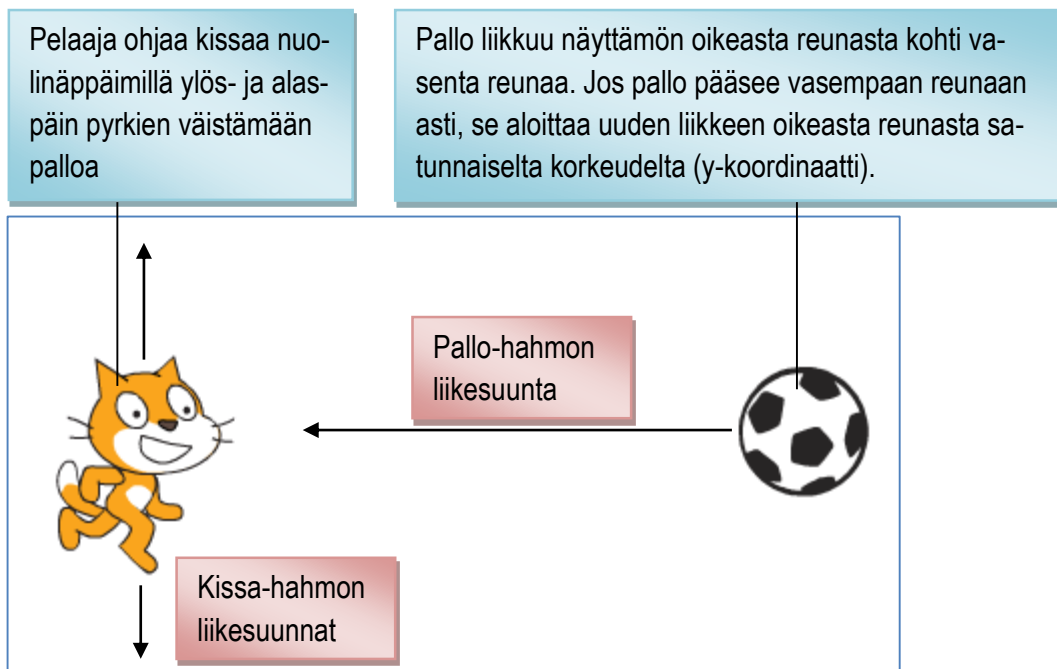 Pelaaja ohjaa kissaa nuo-
linäppäimillä ylös- ja alas-
päin pyrkien väistämään
palloa
Pallo liikkuu näyttämön oikeasta reunasta kohti va-
senta reunaa. Jos pallo pääsee vasempaan reunaan
asti, se aloittaa uuden liikkeen oikeasta reunasta sa-
tunnaiselta korkeudelta (y-koordinaatti).
Pallo-hahmon
liikesuunta
Kissa-hahmon
liikesuunnat